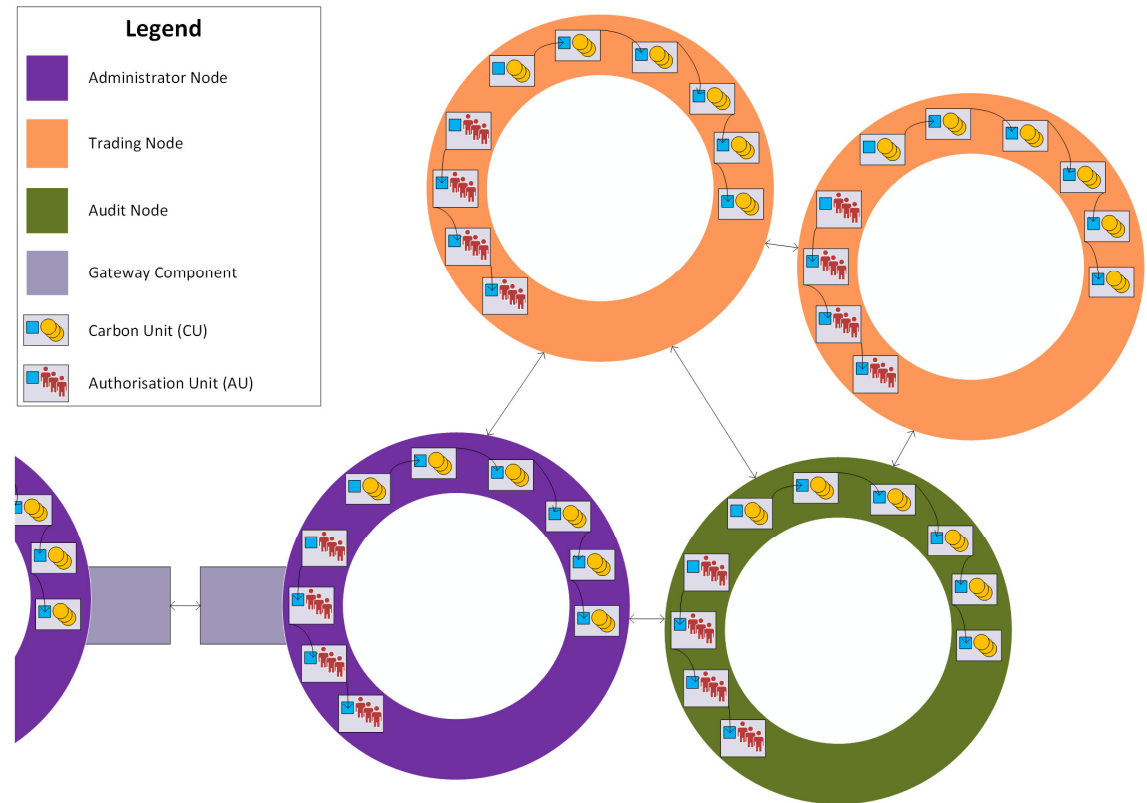 Legend
Administrator Node
Trading Node
Audit Node
Gateway Component
Carbon Unit (CU)
Authorisation Unit (AU)